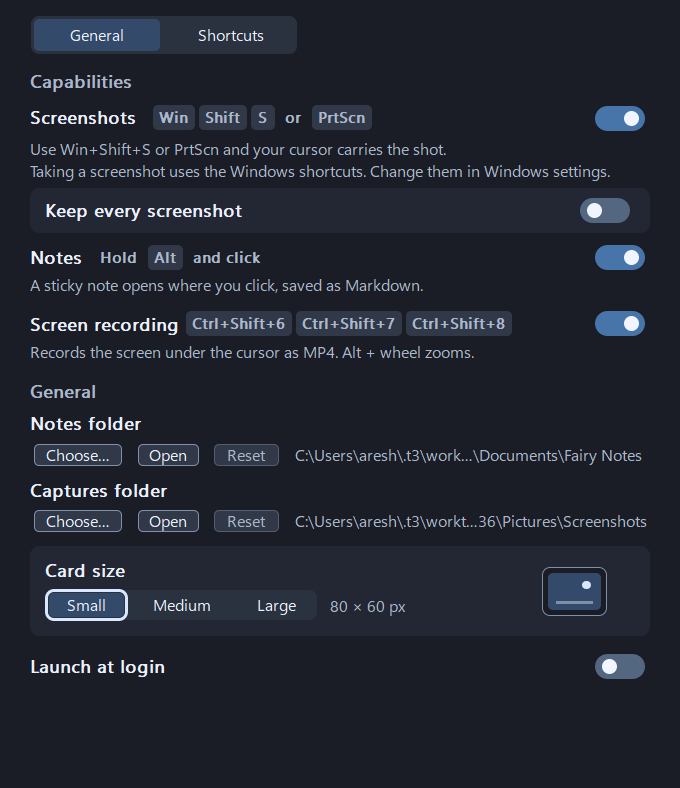 General Shortcuts
Capabilities
Screenshots Win Shift S or PrtScn
Use Win+Shift+S or PrtScn and your cursor carries the shot.
Taking a screenshot uses the Windows shortcuts. Change them in Windows settings.
Keep every screenshot
Notes Hold Alt and click
A sticky note opens where you click, saved as Markdown.
Screen recording Ctrl+Shift+6 Ctrl+Shift+7 Ctrl+Shift+8
Records the screen under the cursor as MP4. Alt + wheel zooms.
General
Notes folder
Choose... Open Reset C:\Users\aresh\.t3\work...\Documents\Fairy Notes
Captures folder
Choose... Open Reset C:\Users\aresh\.t3\workt...36\Pictures\Screenshots
Card size
Small Medium Large 80 × 60 px
Launch at login